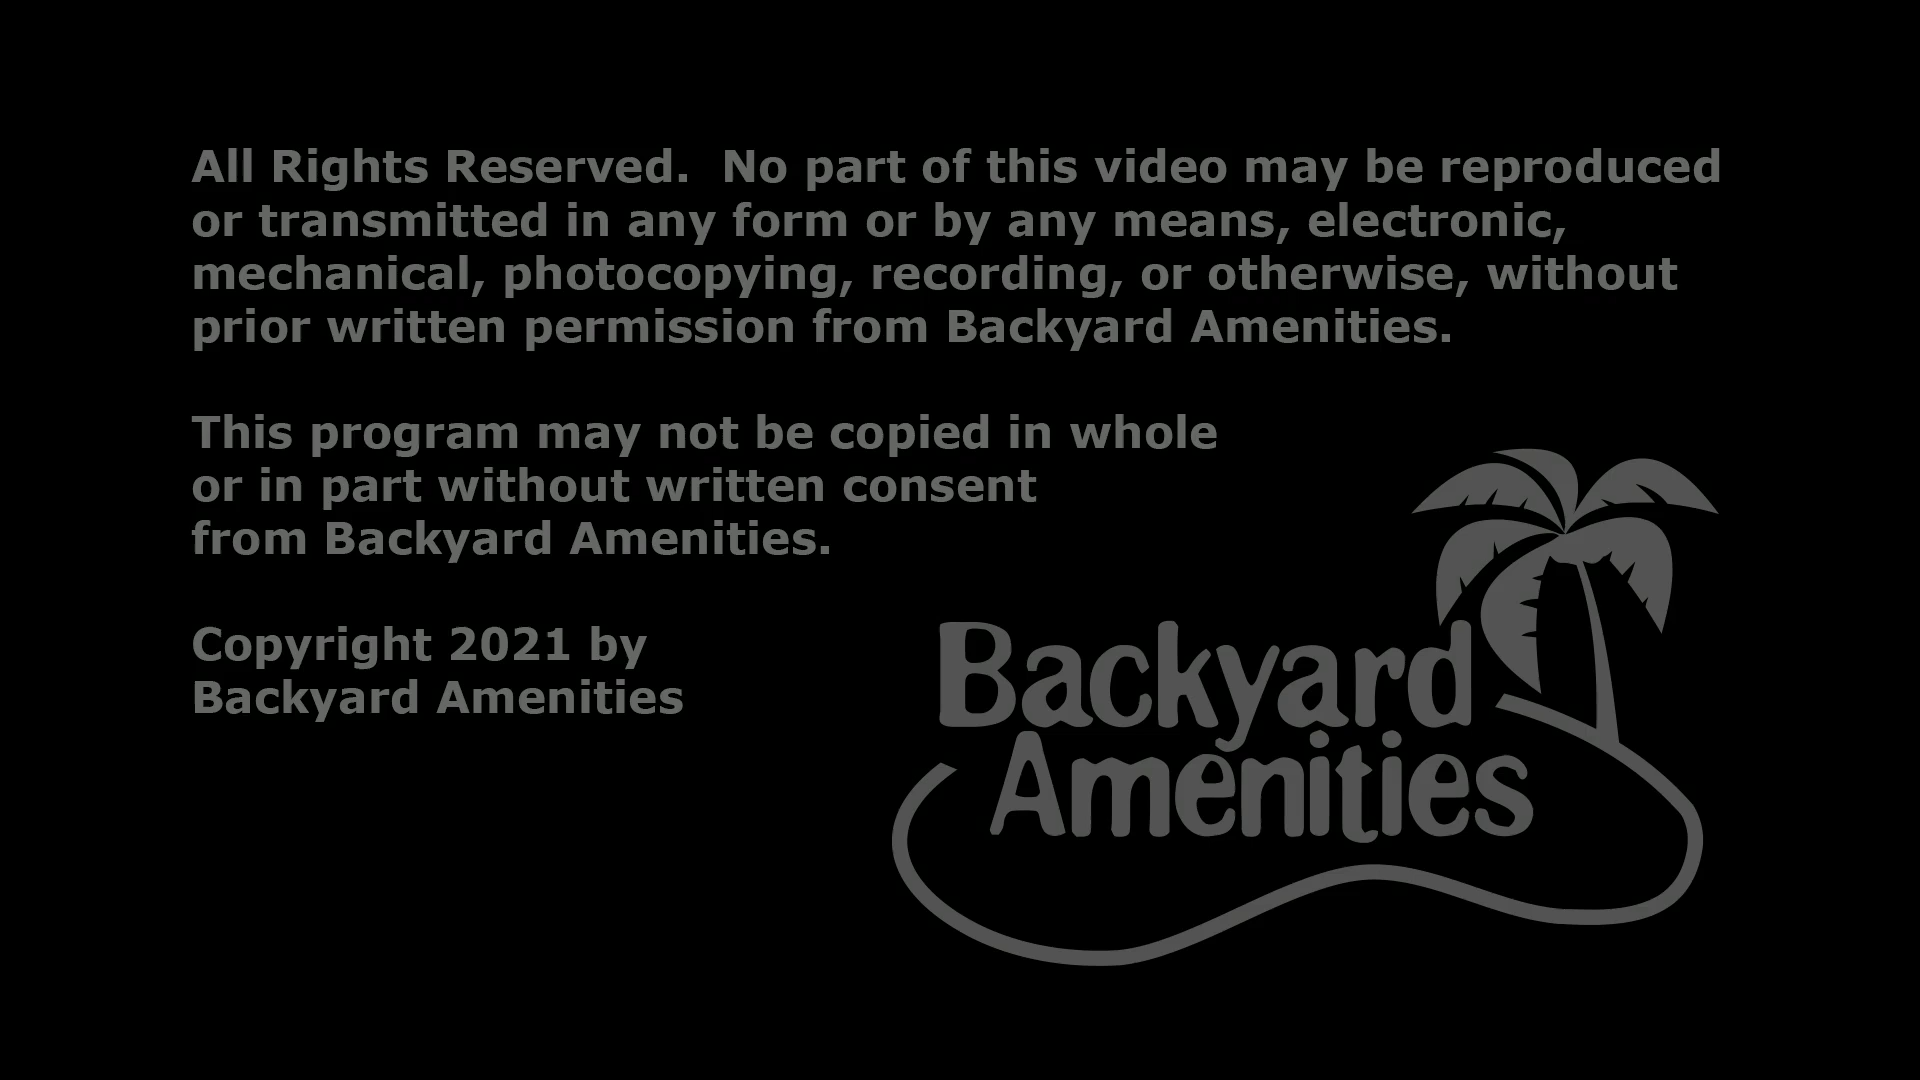 All Rights Reserved.  No part of this video may be reproduced
or transmitted in any form or by any means, electronic,
mechanical, photocopying, recording, or otherwise, without
prior written permission from Backyard Amenities.
This program may not be copied in whole
or in part without written consent
from Backyard Amenities.
Copyright 2021 by
Backyard Amenities
Backyard
Amenities